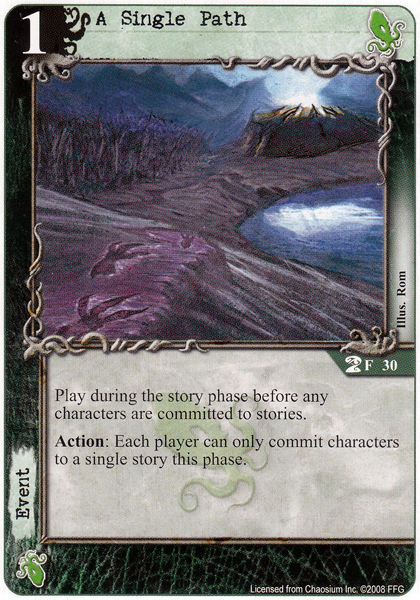 1
A Single Path
Illus. Rom
F 30
Play during the story phase before any
characters are committed to stories.
Action: Each player can only commit characters
to a single story this phase.
Event
Licensed from Chaosium Inc. ©2008 FFG